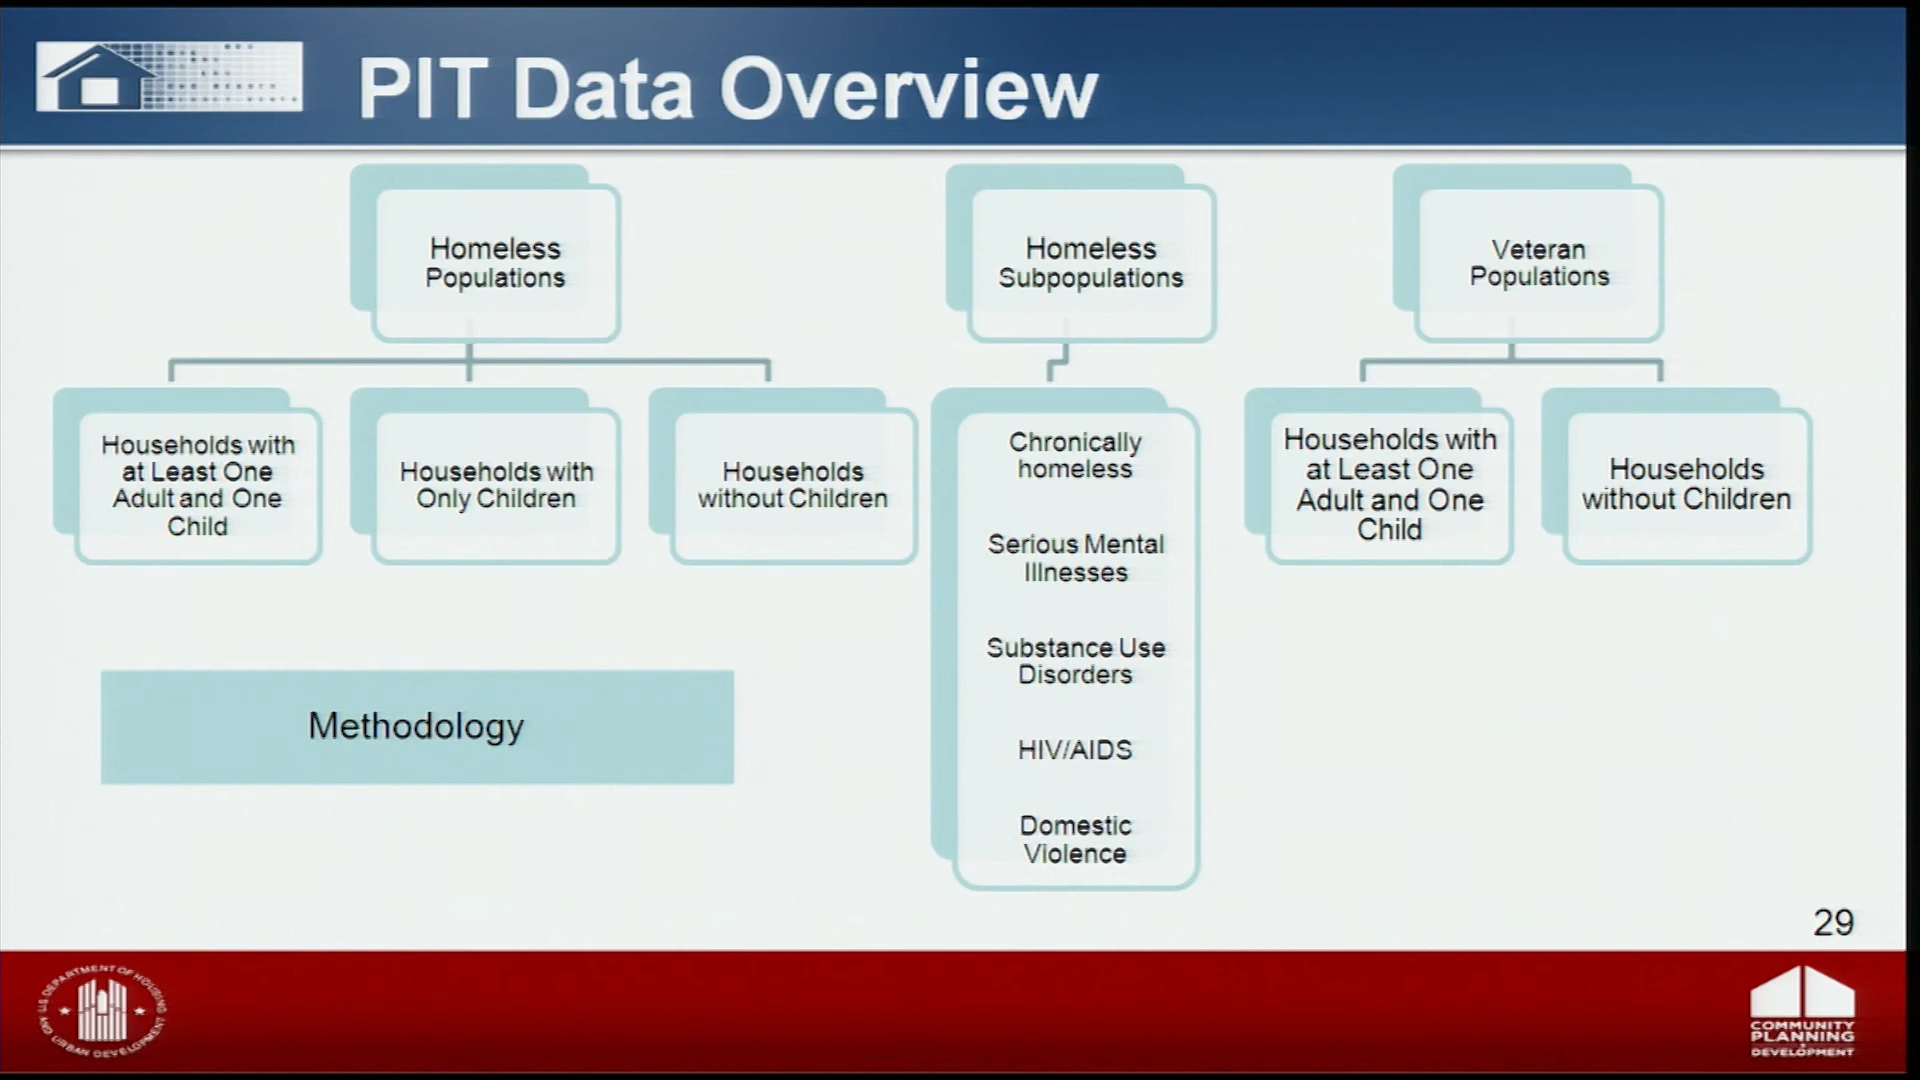 PIT Data Overview
Homeless
Populations
Homeless
Subpopulations
Veteran
Populations
Households with
at Least One
Adult and One
Child
Households with
Only Children
Households
without Children
Chronically
homeless
Serious Mental
Illnesses
Substance Use
Disorders
HIV/AIDS
Domestic
Violence
Households with
at Least One
Adult and One
Child
Households
without Children
Methodology
29
U.S. DEPARTMENT OF HOUSING
AND URBAN DEVELOPMENT
COMMUNITY
PLANNING
DEVELOPMENT